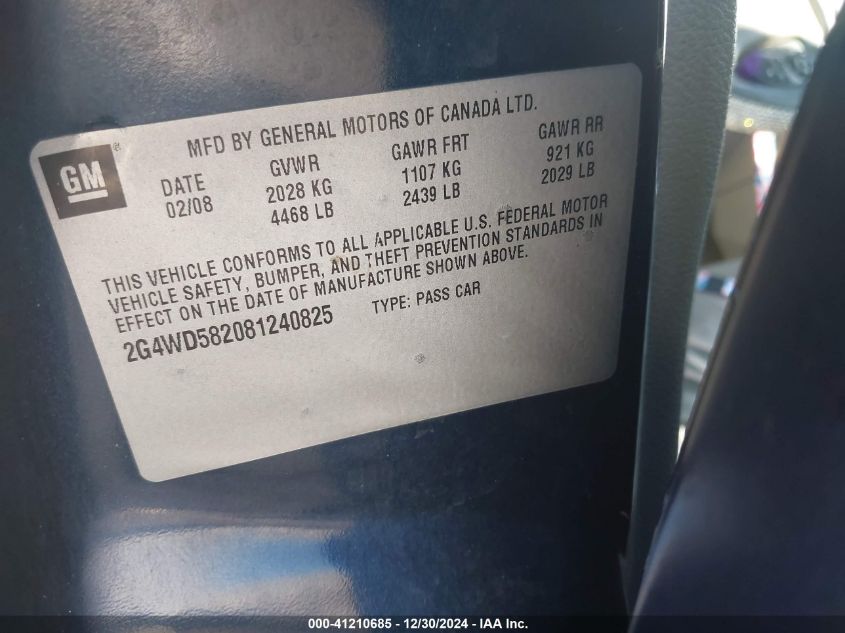 MFD BY GENERAL MOTORS OF CANADA LTD.
GM®
DATE GVWR GAWR FRT GAWR RR
02/08 2028 KG 1107 KG 921 KG
4468 LB 2439 LB 2029 LB
THIS VEHICLE CONFORMS TO ALL APPLICABLE U.S. FEDERAL MOTOR
VEHICLE SAFETY, BUMPER, AND THEFT PREVENTION STANDARDS IN
EFFECT ON THE DATE OF MANUFACTURE SHOWN ABOVE.
2G4WD582081240825 TYPE: PASS CAR
000-41210685 - 12/30/2024 - IAA Inc.